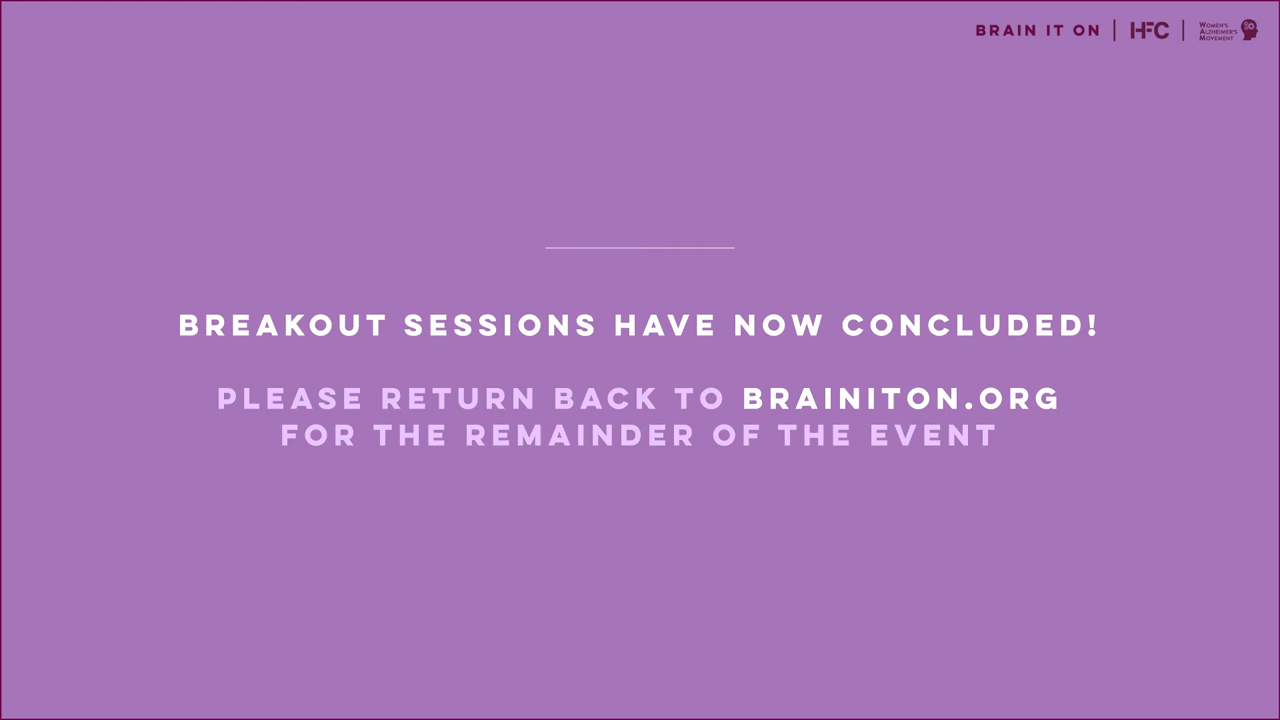 BRAIN IT ON | HFC | WOMEN'S
ALZHEIMER'S
MOVEMENT
BREAKOUT SESSIONS HAVE NOW CONCLUDED!
PLEASE RETURN BACK TO BRAINITON.ORG
FOR THE REMAINDER OF THE EVENT